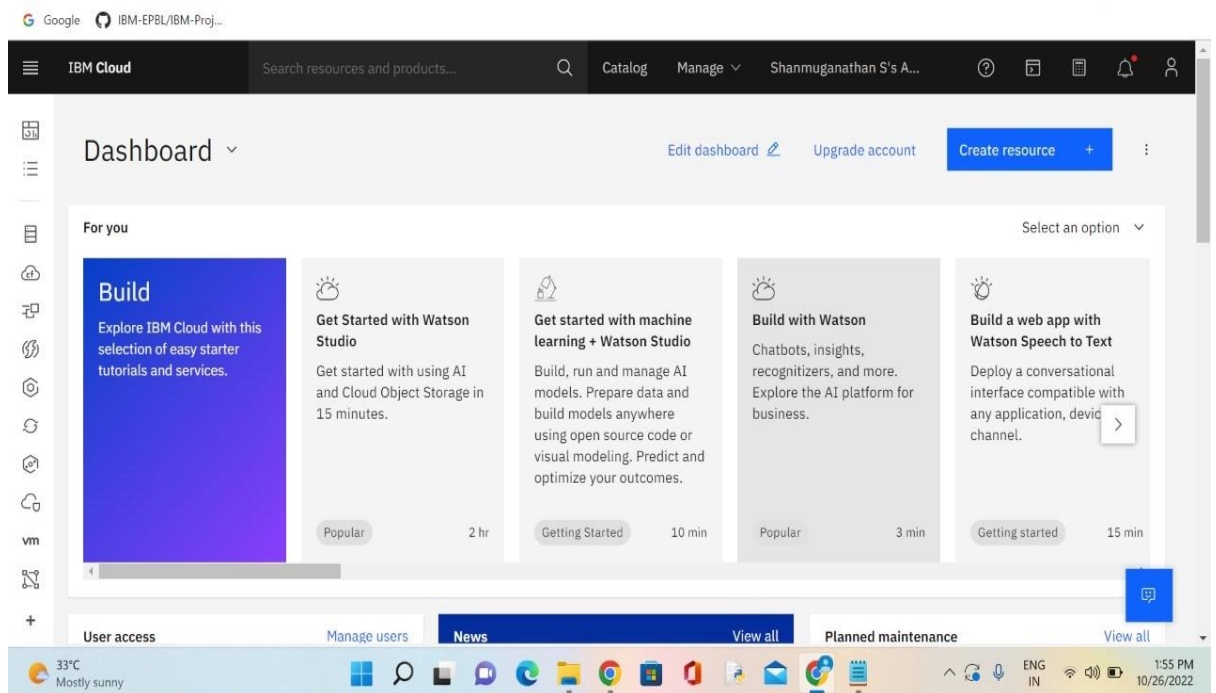 Google IBM-EPBL/IBM-Proj...
IBM Cloud Search resources and products... Catalog Manage Shanmuganathan S's A...
Dashboard
Edit dashboard Upgrade account Create resource +
For you
Select an option
Build
Explore IBM Cloud with this
selection of easy starter
tutorials and services.
Get Started with Watson
Studio
Get started with using AI
and Cloud Object Storage in
15 minutes.
Popular 2 hr
Get started with machine
learning + Watson Studio
Build, run and manage AI
models. Prepare data and
build models anywhere
using open source code or
visual modeling. Predict and
optimize your outcomes.
Getting Started 10 min
Build with Watson
Chatbots, insights,
recognitizers, and more.
Explore the AI platform for
business.
Popular 3 min
Build a web app with
Watson Speech to Text
Deploy a conversational
interface compatible with
any application, devic
channel.
Getting started 15 min
vm
User access Manage users
News View all
Planned maintenance View all
33°C
Mostly sunny
ENG
IN
1:55 PM
10/26/2022